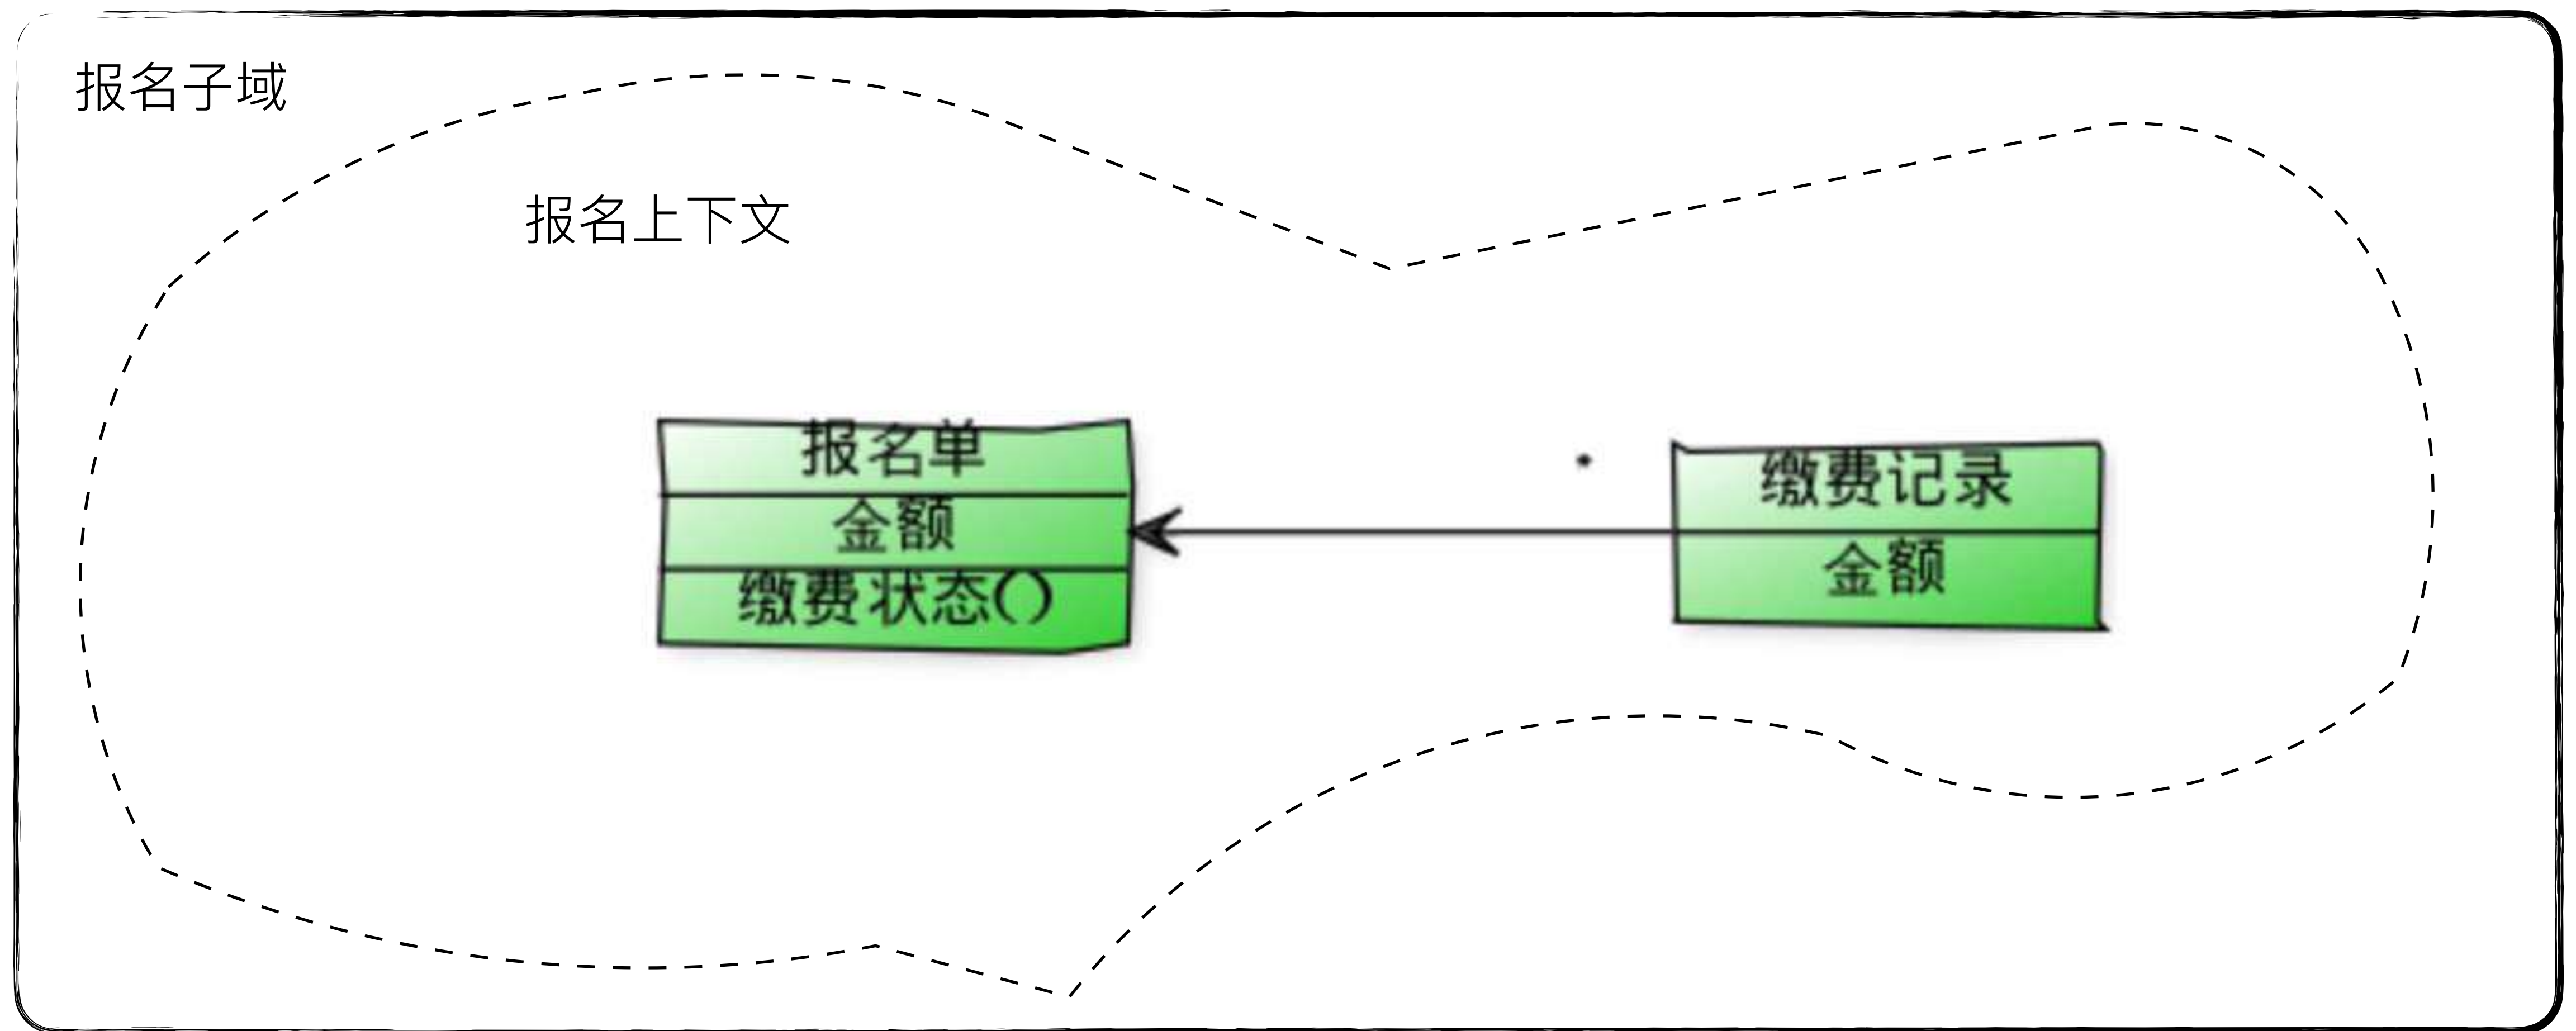 报名子域
报名上下文
报名单
金额
缴费状态()
*
缴费记录
金额